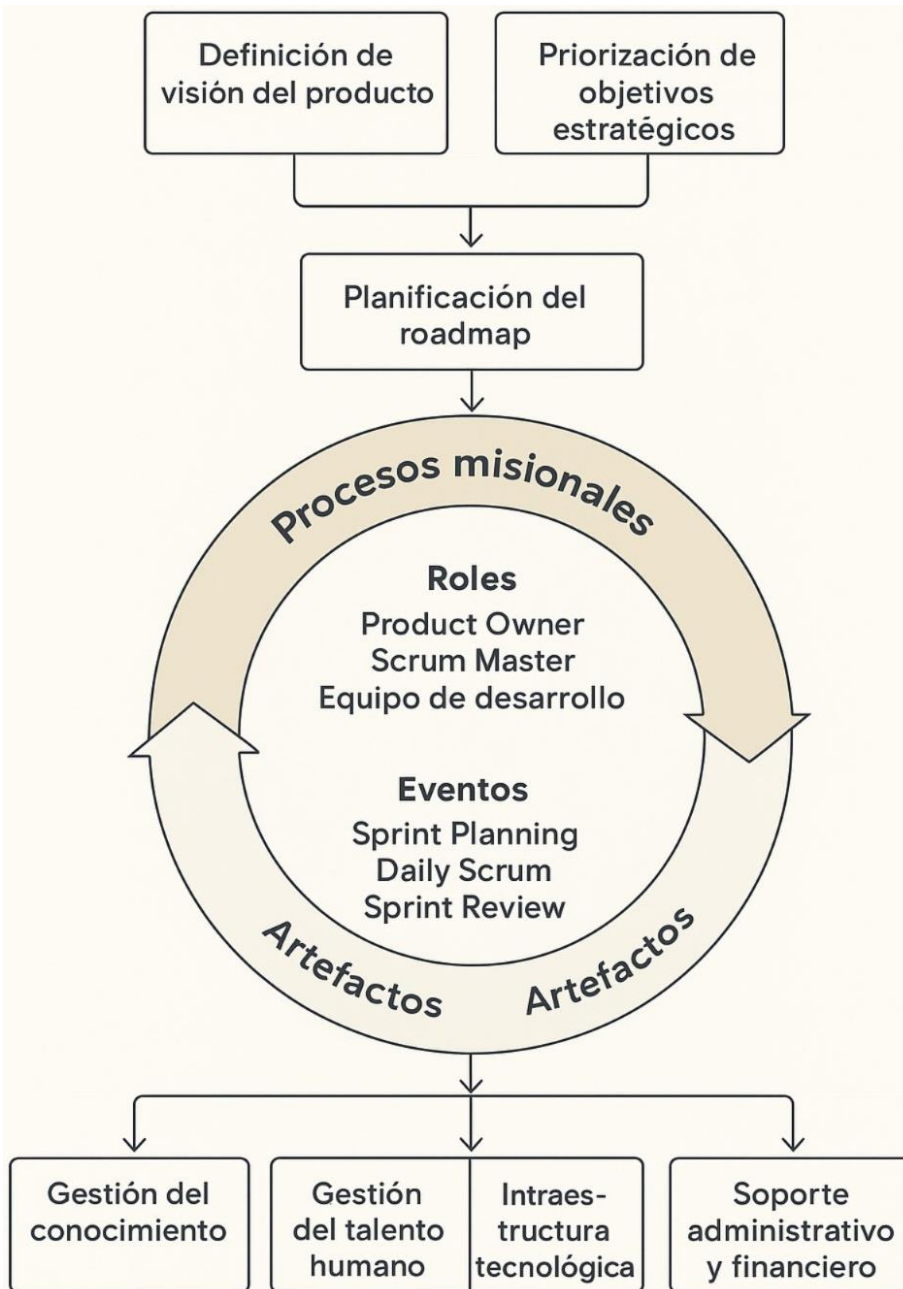 Definición de
visión del producto
Priorización de
objetivos
estratégicos
Planificación del
roadmap
Procesos misionales
Roles
Product Owner
Scrum Master
Equipo de desarrollo
Eventos
Sprint Planning
Daily Scrum
Sprint Review
Artefactos
Artefactos
Gestión del
conocimiento
Gestión
del talento
humano
Intraes-
tructura
tecnológica
Soporte
administrativo
y financiero